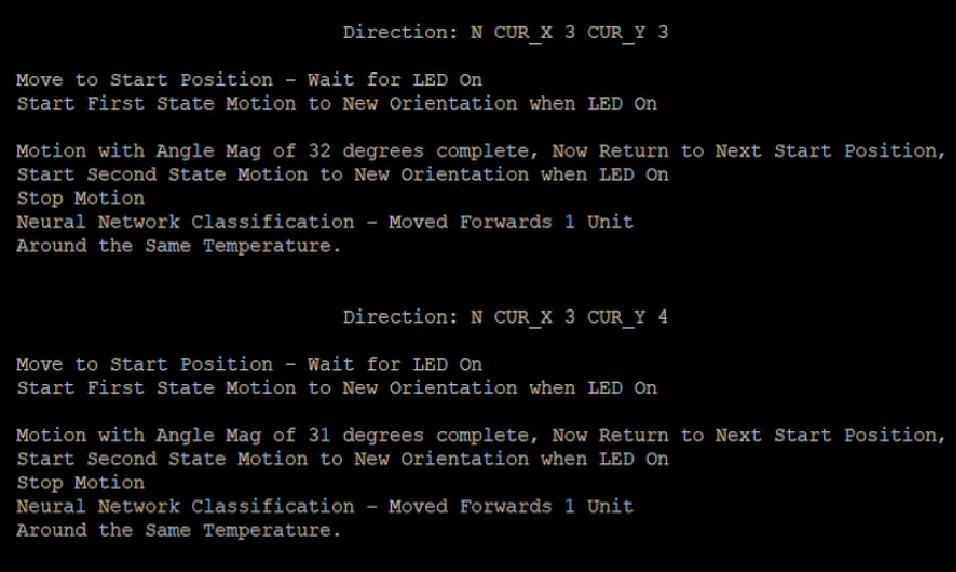 Direction: N CUR_X 3 CUR_Y 3
Move to Start Position - Wait for LED On
Start First State Motion to New Orientation when LED On
Motion with Angle Mag of 32 degrees complete, Now Return to Next Start Position,
Start Second State Motion to New Orientation when LED On
Stop Motion
Neural Network Classification - Moved Forwards 1 Unit
Around the Same Temperature.
Direction: N CUR_X 3 CUR_Y 4
Move to Start Position - Wait for LED On
Start First State Motion to New Orientation when LED On
Motion with Angle Mag of 31 degrees complete, Now Return to Next Start Position,
Start Second State Motion to New Orientation when LED On
Stop Motion
Neural Network Classification - Moved Forwards 1 Unit
Around the Same Temperature.